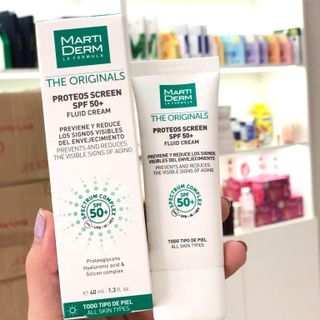 MARTI
DERM
LA FORMULA
THE ORIGINALS
PROTEOS SCREEN
SPF 50+
FLUID CREAM
PREVIENE Y REDUCE
LOS SIGNOS VISIBLES
DEL ENVEJECIMIENTO
PREVENTS AND REDUCES
THE VISIBLE SIGNS OF AGING
SPECTRUM COMPLEX
SPF
50+
Proteoglycans
Hyaluronic acid &
Silicon complex
40 mL - 1.3 fl. oz.
TODO TIPO DE PIEL
ALL SKIN TYPES
MARTI
DERM
LA FORMULA
THE ORIGINALS
PROTEOS SCREEN
SPF 50+
FLUID CREAM
PREVIENE Y REDUCE LOS SIGNOS
VISIBLES DEL ENVEJECIMIENTO
PREVENTS AND REDUCES
THE VISIBLE SIGNS OF AGING
SPECTRUM COMPLEX
SPF
50+
TODO TIPO DE PIEL
ALL SKIN TYPES